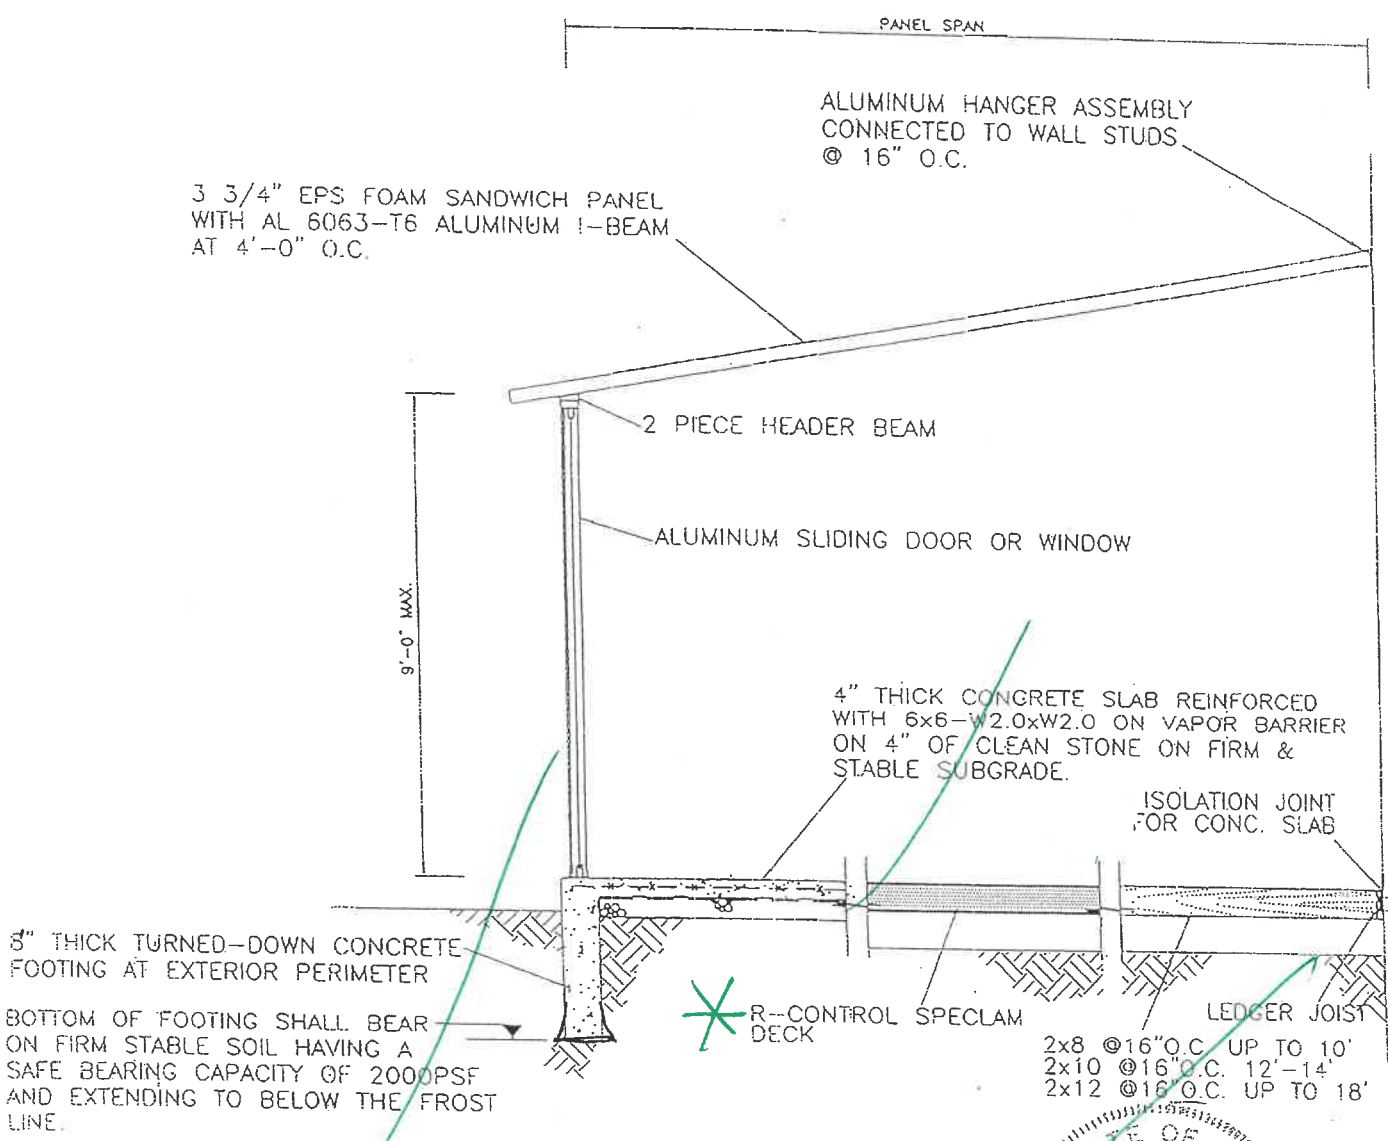 PANEL SPAN
ALUMINUM HANGER ASSEMBLY
CONNECTED TO WALL STUDS
@ 16" O.C.
3 3/4" EPS FOAM SANDWICH PANEL
WITH AL 6063-T6 ALUMINUM I-BEAM
AT 4'-0" O.C.
2 PIECE HEADER BEAM
ALUMINUM SLIDING DOOR OR WINDOW
9'-0" MAX.
4" THICK CONCRETE SLAB REINFORCED
WITH 6x6-W2.0xW2.0 ON VAPOR BARRIER
ON 4" OF CLEAN STONE ON FIRM &
STABLE SUBGRADE.
ISOLATION JOINT
FOR CONC. SLAB
8" THICK TURNED-DOWN CONCRETE
FOOTING AT EXTERIOR PERIMETER
BOTTOM OF FOOTING SHALL BEAR
ON FIRM STABLE SOIL HAVING A
SAFE BEARING CAPACITY OF 2000PSF
AND EXTENDING TO BELOW THE FROST
LINE.
R-CONTROL SPECLAM
DECK
LEDGER JOIST
2x8 @16"O.C. UP TO 10'
2x10 @16"O.C. 12'-14'
2x12 @16"O.C. UP TO 18'
OF